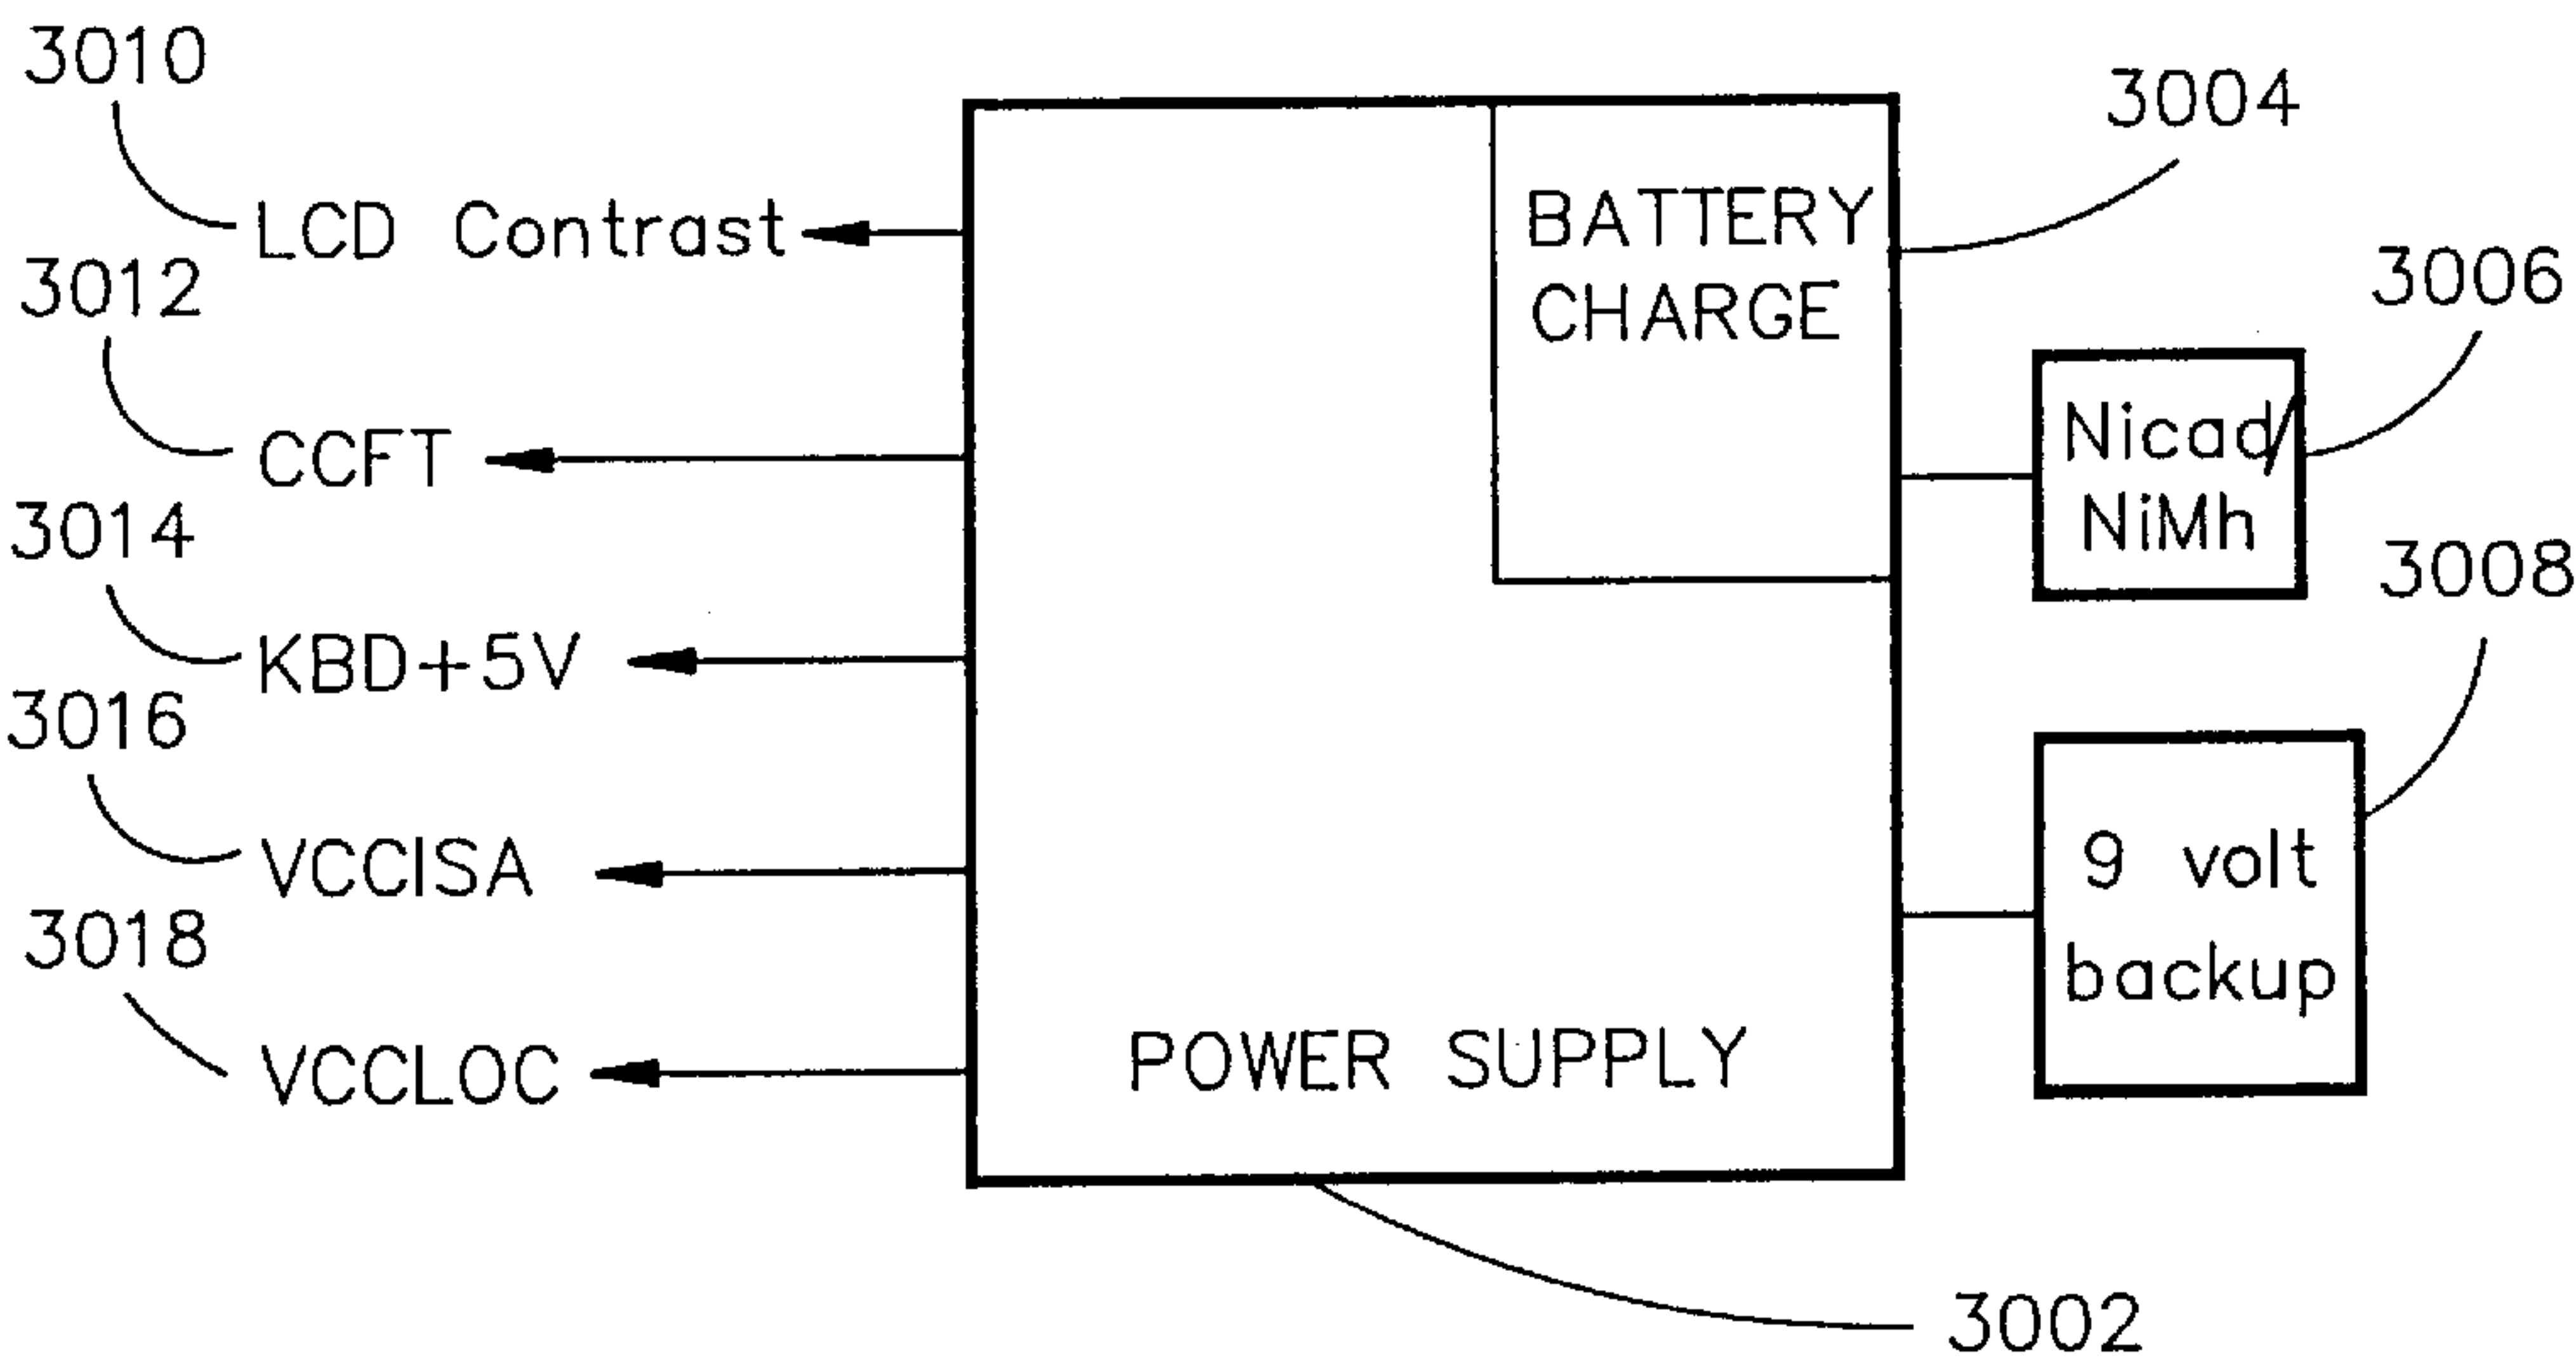 3010
LCD Contrast
3012
CCFT
3014
KBD+5V
3016
VCCISA
3018
VCCLOC
BATTERY
CHARGE
POWER SUPPLY
3004
3006
Nicad/
NiMh
3008
9 volt
backup
3002